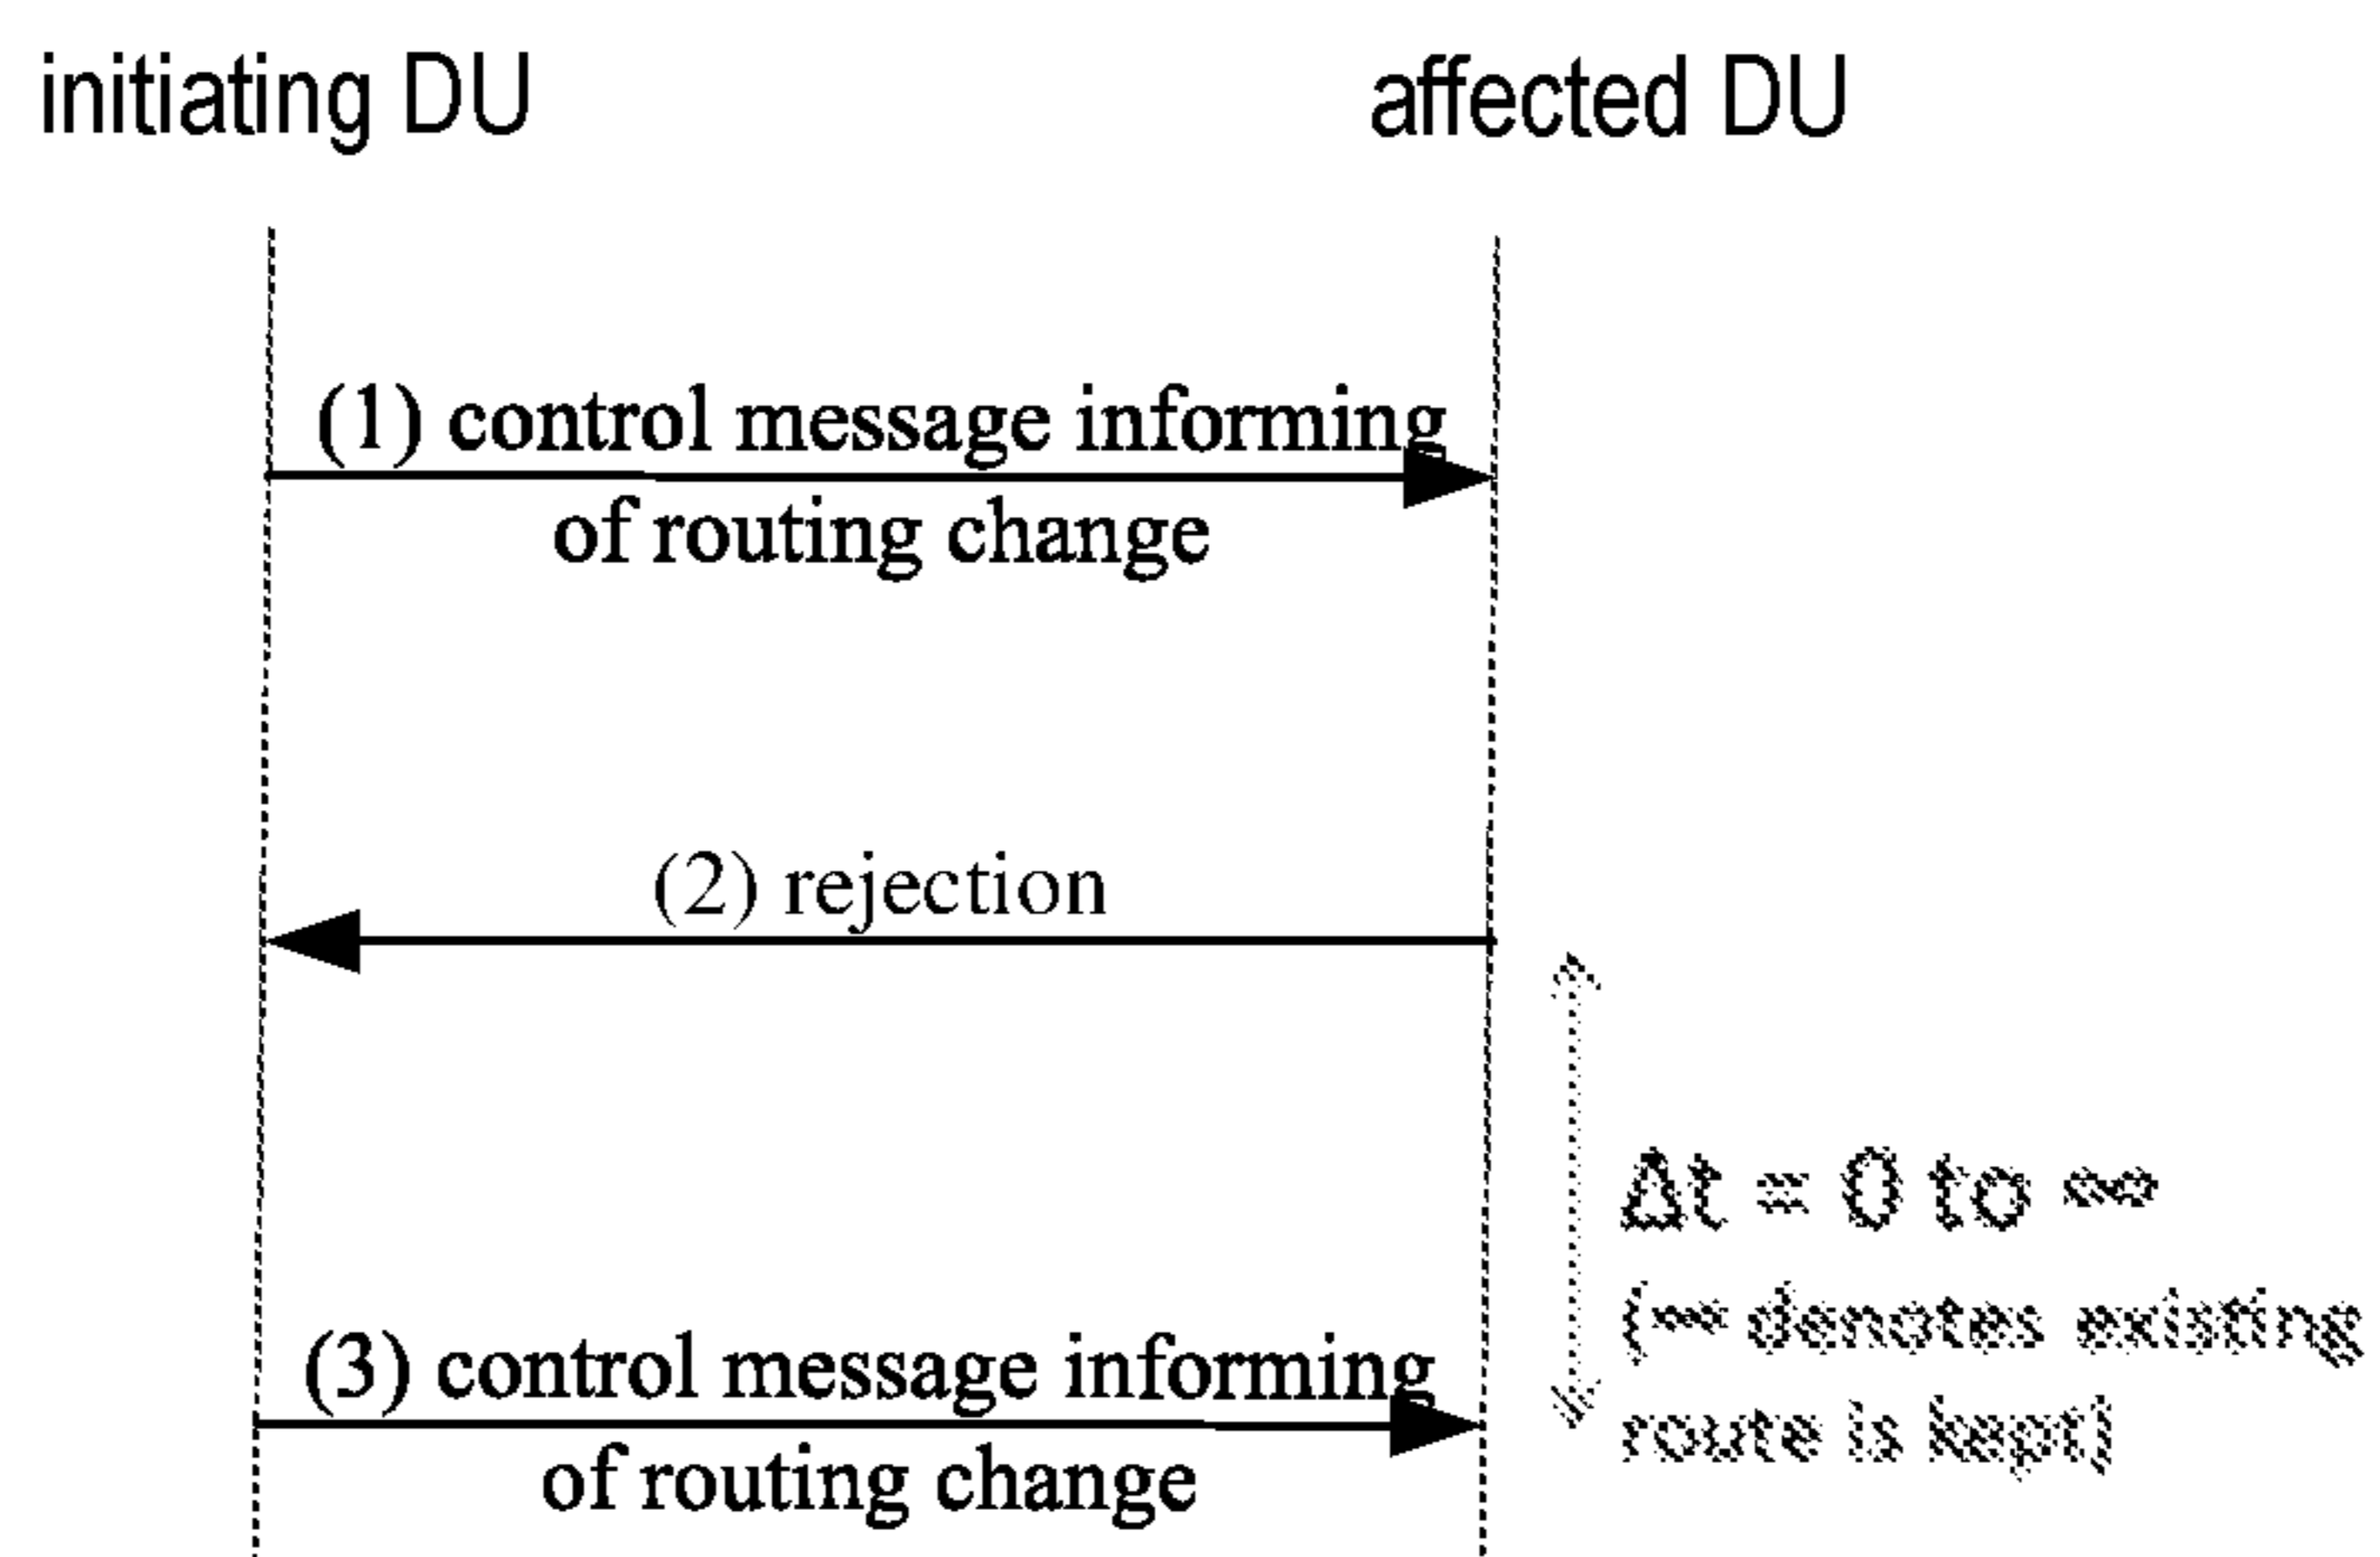 initiating DU
affected DU
(1) control message informing
of routing change
(2) rejection
Δt = 0 to ∞
(∞ denotes existing
route is kept)
(3) control message informing
of routing change